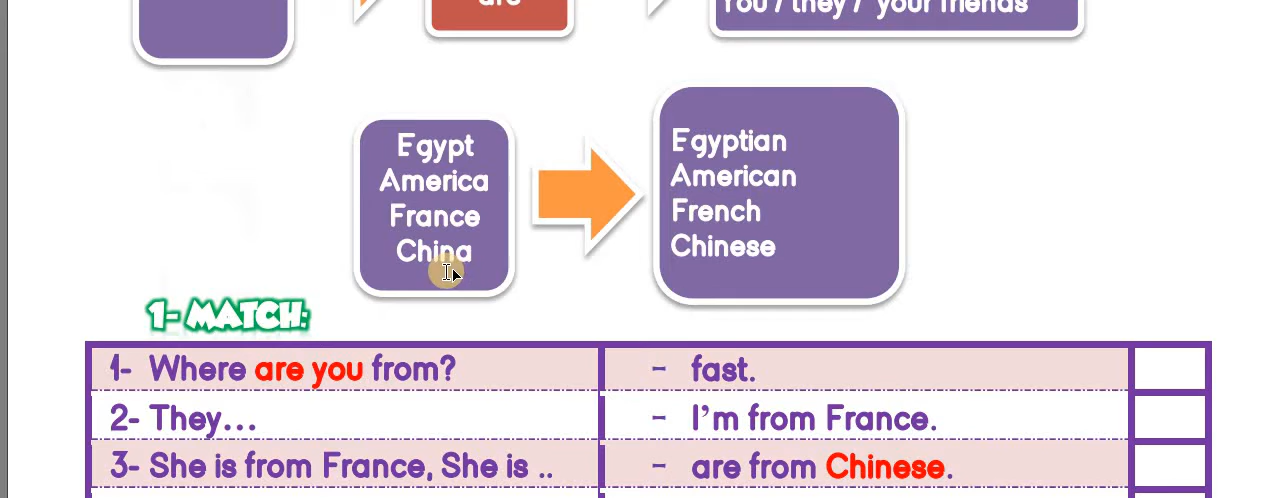 are
You / they / your friends
Egypt
America
France
China
Egyptian
American
French
Chinese
1- MATCH:
1- Where are you from?
- fast.
2- They...
- I'm from France.
3- She is from France, She is ..
- are from Chinese.